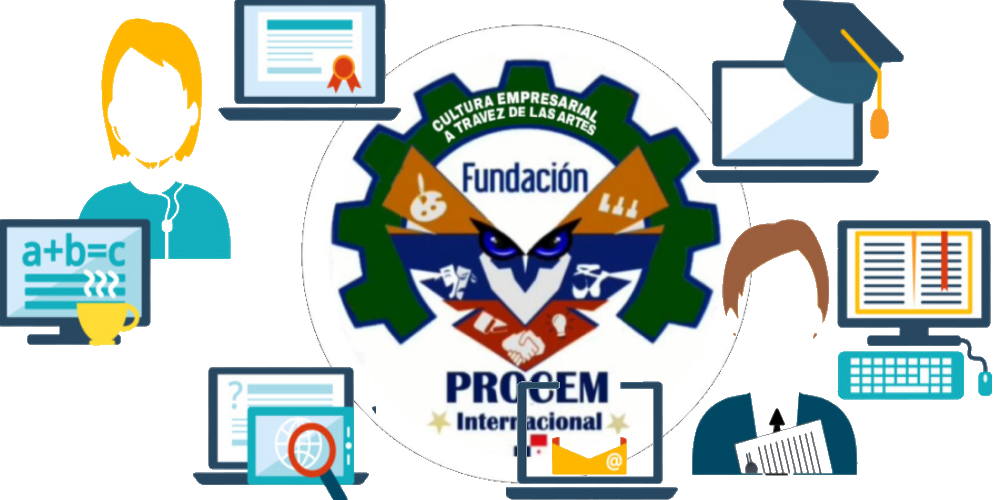 CULTURA EMPRESARIAL
A TRAVEZ DE LAS ARTES
Fundación
a+b=c
?
PROCEM
Internacional
@